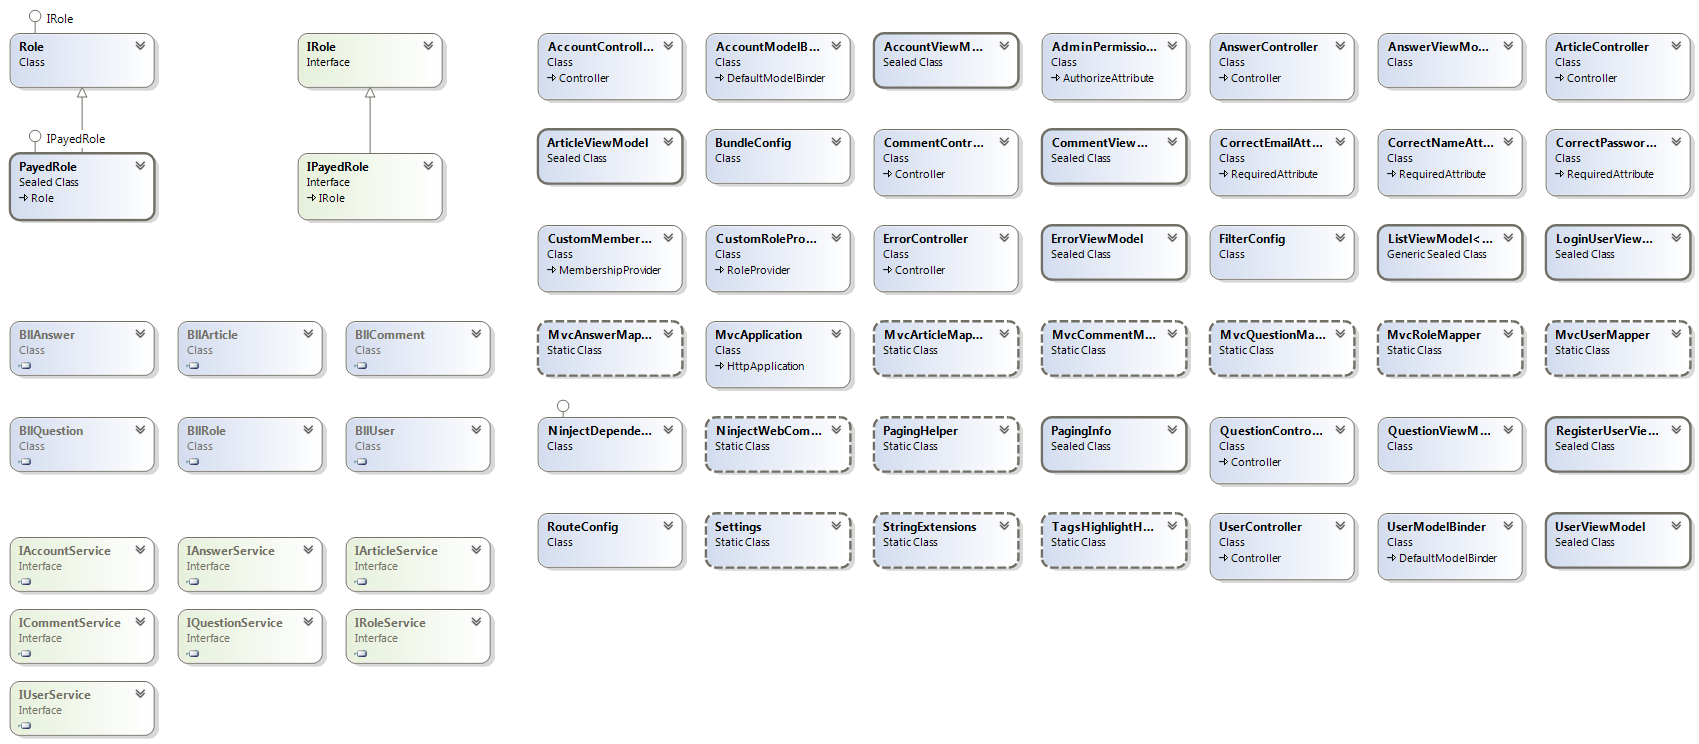 IRole
Role
Class
IPayedRole
PayedRole
Sealed Class
Role
IRole
Interface
IPayedRole
Interface
IRole
BllAnswer
Class
BllArticle
Class
BllComment
Class
BllQuestion
Class
BllRole
Class
BllUser
Class
IAccountService
Interface
IAnswerService
Interface
IArticleService
Interface
ICommentService
Interface
IQuestionService
Interface
IRoleService
Interface
IUserService
Interface
AccountControll...
Class
Controller
AccountModelB...
Class
DefaultModelBinder
AccountViewM...
Sealed Class
AdminPermissio...
Class
AuthorizeAttribute
AnswerController
Class
Controller
AnswerViewMo...
Class
ArticleController
Class
Controller
ArticleViewModel
Sealed Class
BundleConfig
Class
CommentContr...
Class
Controller
CommentView...
Sealed Class
CorrectEmailAtt...
Class
RequiredAttribute
CorrectNameAtt...
Class
RequiredAttribute
CorrectPasswor...
Class
RequiredAttribute
CustomMember...
Class
MembershipProvider
CustomRolePro...
Class
RoleProvider
ErrorController
Class
Controller
ErrorViewModel
Sealed Class
FilterConfig
Class
ListViewModel<...
Generic Sealed Class
LoginUserView...
Sealed Class
MvcAnswerMap...
Static Class
MvcApplication
Class
HttpApplication
MvcArticleMap...
Static Class
MvcCommentM...
Static Class
MvcQuestionMa...
Static Class
MvcRoleMapper
Static Class
MvcUserMapper
Static Class
NinjectDepende...
Class
NinjectWebCom...
Static Class
PagingHelper
Static Class
PagingInfo
Sealed Class
QuestionContro...
Class
Controller
QuestionViewM...
Class
RegisterUserVie...
Sealed Class
RouteConfig
Class
Settings
Static Class
StringExtensions
Static Class
TagsHighlightH...
Static Class
UserController
Class
Controller
UserModelBinder
Class
DefaultModelBinder
UserViewModel
Sealed Class